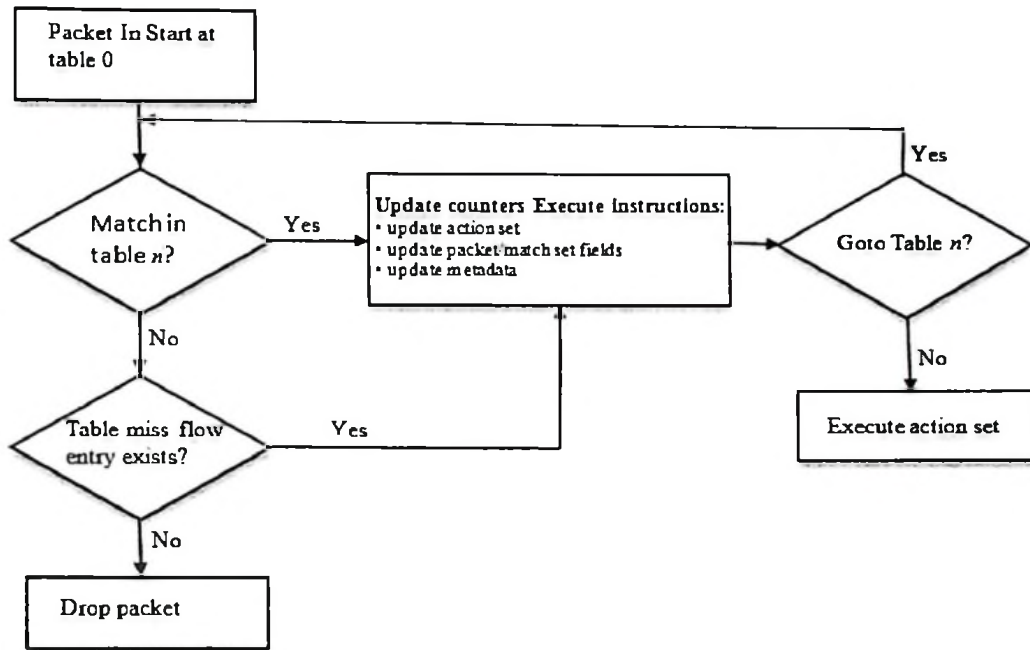 Packet In Start at
table 0
Yes
Match in
table n?
Yes
Update counters Execute instructions:
• update action set
• update packet match set fields
• update metadata
Goto Table n?
No
No
Table miss flow
entry exists?
Yes
Execute action set
No
Drop packet